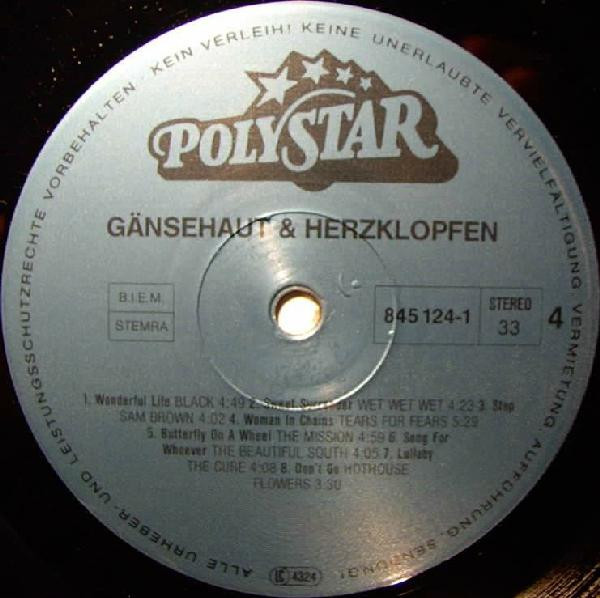 ALLE URHEBER- UND LEISTUNGSSCHUTZRECHTE VORBEHALTEN · KEIN VERLEIH! KEINE UNERLAUBTE VERVIELFÄLTIGUNG, VERMIETUNG, AUFFÜHRUNG, SENDUNG!
POLYSTAR
GÄNSEHAUT & HERZKLOPFEN
B.I.E.M.
STEMRA
845 124-1
STEREO
33
4
1. Wonderful Life BLACK 4:49 2. Sweet Surrender WET WET WET 4:23 3. Stop
SAM BROWN 4:02 4. Woman In Chains TEARS FOR FEARS 5:29
5. Butterfly On A Wheel THE MISSION 4:59 6. Song For
Whoever THE BEAUTIFUL SOUTH 4:05 7. Lullaby
THE CURE 4:08 8. Don't Go HOTHOUSE
FLOWERS 3:30
LC 4324